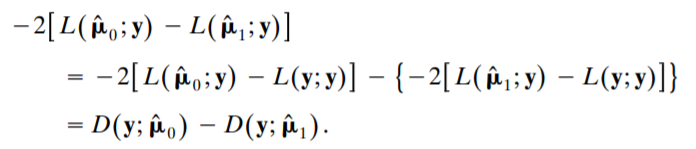 −2[L(μ̂₀; y) − L(μ̂₁; y)]
= −2[L(μ̂₀; y) − L(y; y)] − {−2[L(μ̂₁; y) − L(y; y)]}
= D(y; μ̂₀) − D(y; μ̂₁).